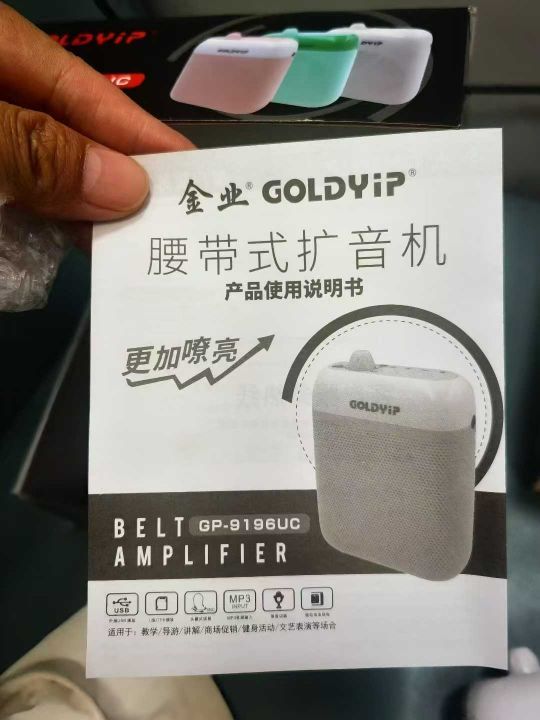 GOLDYiP
UC
金业® GOLDYiP®
腰带式扩音机
产品使用说明书
更加嘹亮
GOLDYiP
BELT GP-9196UC
AMPLIFIER
USB
MP3
INPUT
适用于：教学/导游/讲解/商场促销/健身活动/文艺表演等场合